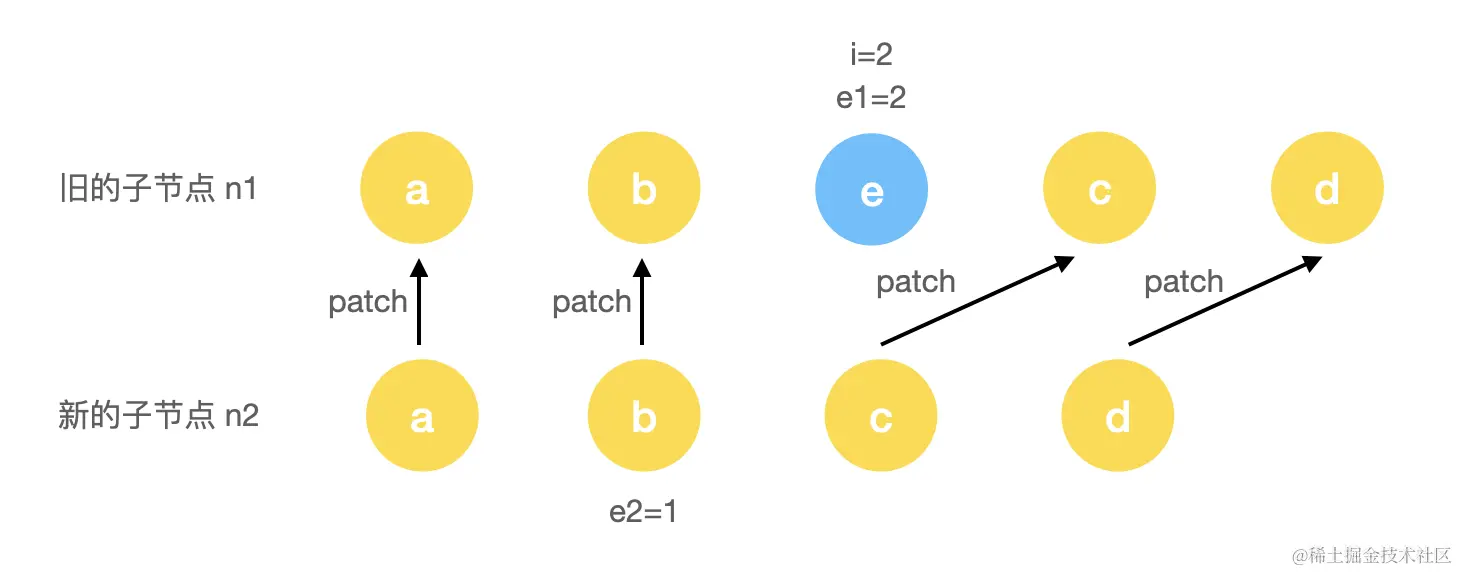 i=2
e1=2
旧的子节点 n1
a
b
e
c
d
patch
patch
patch
patch
新的子节点 n2
a
b
c
d
e2=1
@稀土掘金技术社区